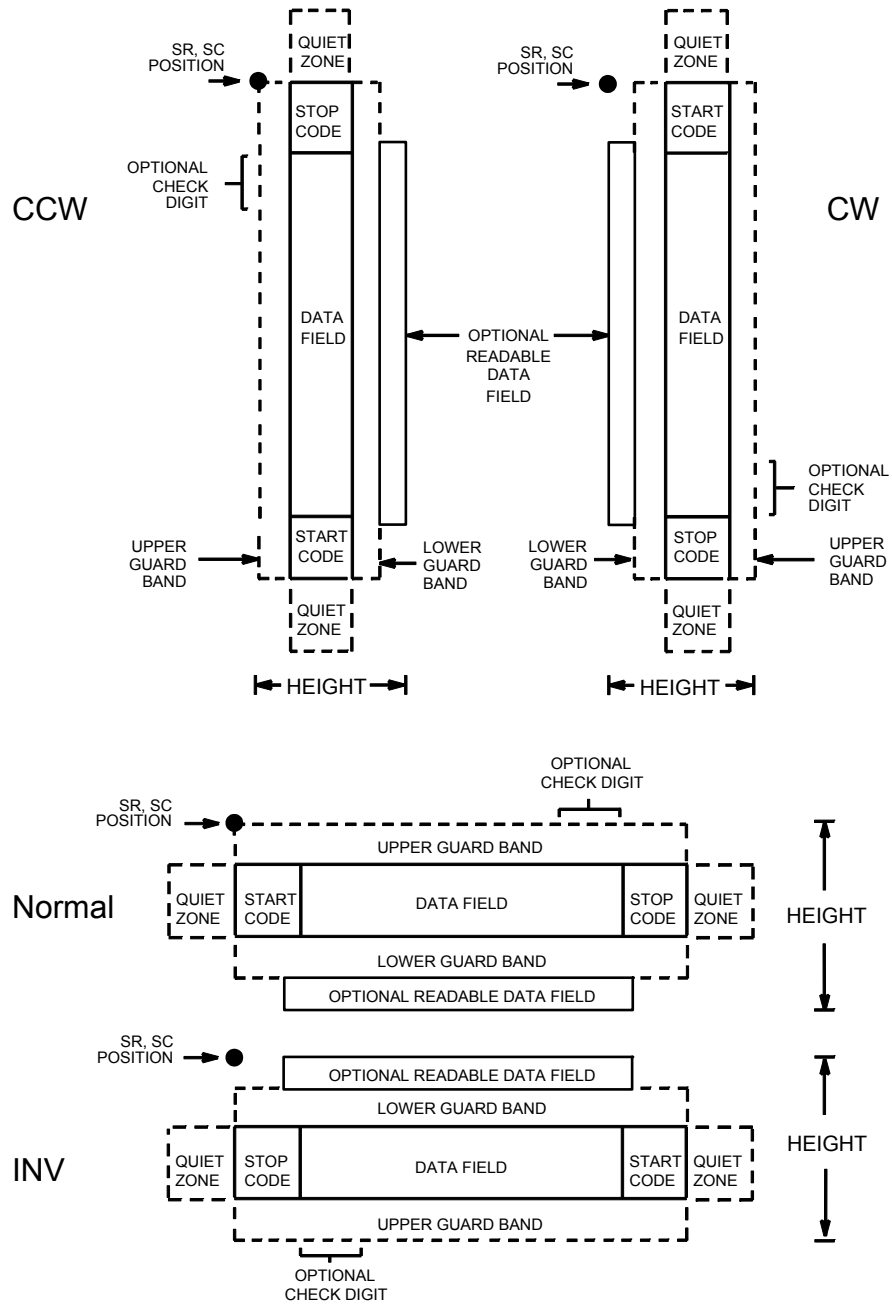 QUIET
ZONE
SR, SC
POSITION
STOP
CODE
OPTIONAL
CHECK
DIGIT
CCW
DATA
FIELD
START
CODE
UPPER
GUARD
BAND
LOWER
GUARD
BAND
QUIET
ZONE
HEIGHT
OPTIONAL
READABLE
DATA
FIELD
QUIET
ZONE
SR, SC
POSITION
START
CODE
CW
DATA
FIELD
OPTIONAL
CHECK
DIGIT
STOP
CODE
LOWER
GUARD
BAND
UPPER
GUARD
BAND
QUIET
ZONE
HEIGHT
OPTIONAL
CHECK DIGIT
SR, SC
POSITION
UPPER GUARD BAND
Normal
QUIET
ZONE
START
CODE
DATA FIELD
STOP
CODE
QUIET
ZONE
HEIGHT
LOWER GUARD BAND
OPTIONAL READABLE DATA FIELD
SR, SC
POSITION
OPTIONAL READABLE DATA FIELD
LOWER GUARD BAND
HEIGHT
INV
QUIET
ZONE
STOP
CODE
DATA FIELD
START
CODE
QUIET
ZONE
UPPER GUARD BAND
OPTIONAL
CHECK DIGIT